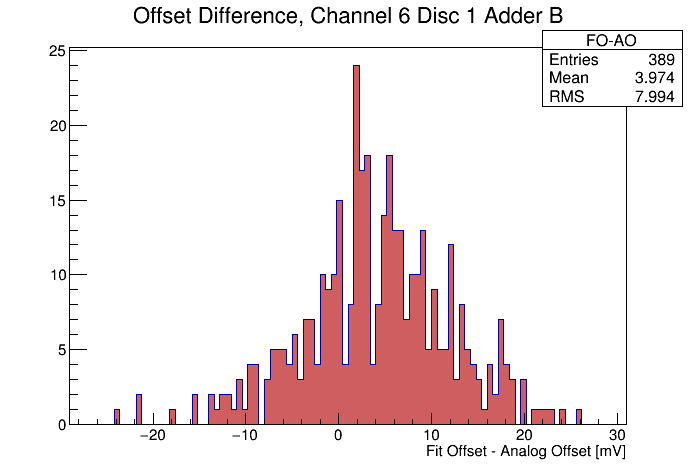 Offset Difference, Channel 6 Disc 1 Adder B
FO-AO
Entries 389
Mean 3.974
RMS 7.994
25
20
15
10
5
0
−20 −10 0 10 20 30
Fit Offset - Analog Offset [mV]